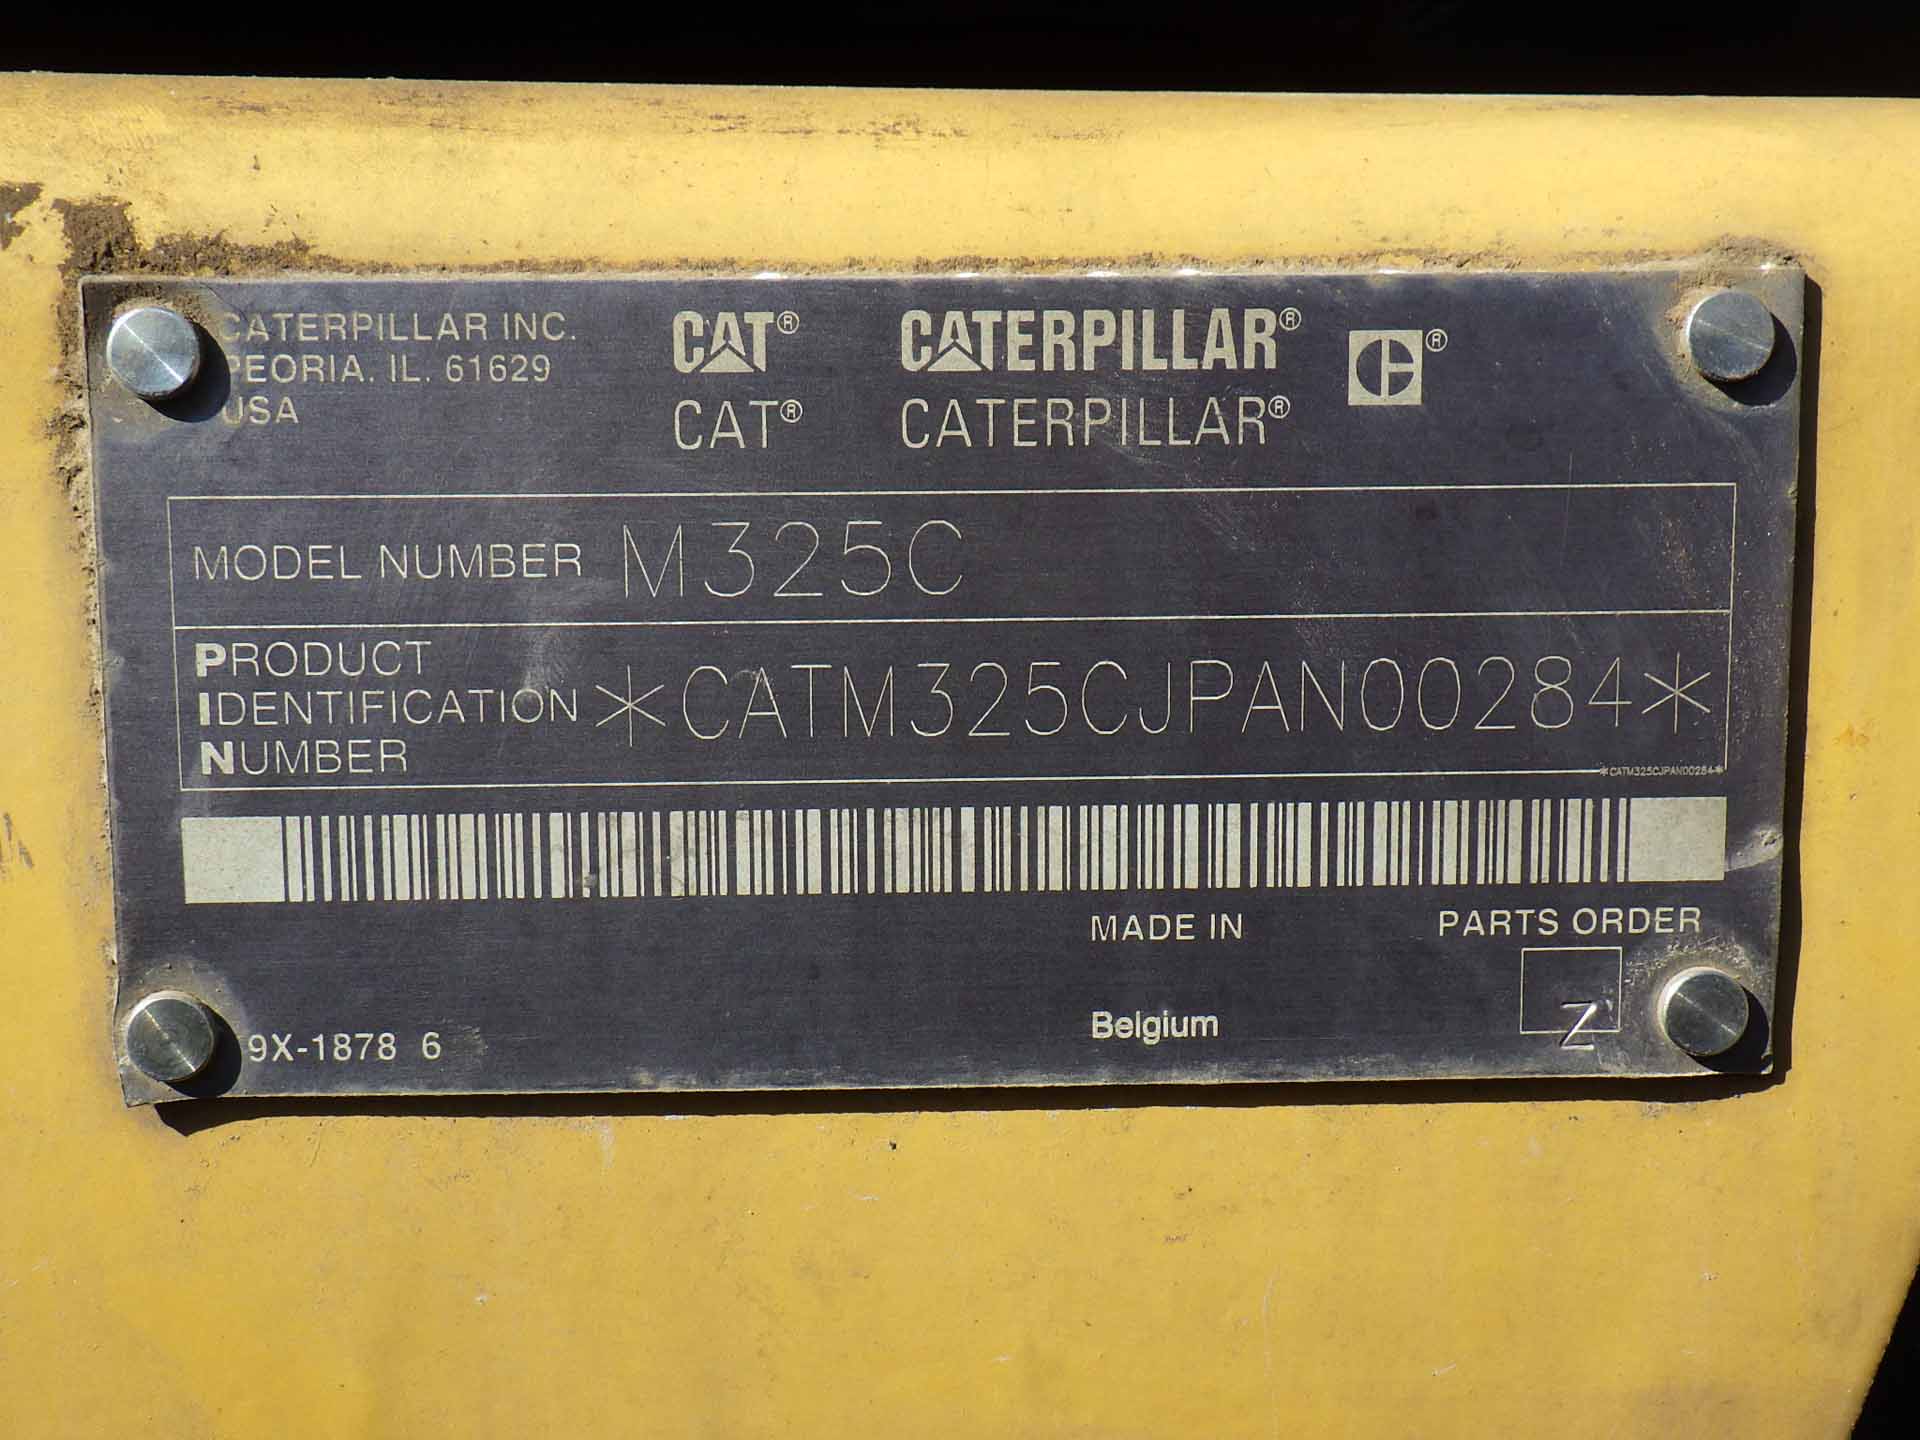 CATERPILLAR INC.
PEORIA. IL. 61629
USA
CAT® CATERPILLAR® ®
CAT® CATERPILLAR®
MODEL NUMBER M325C
PRODUCT
IDENTIFICATION
NUMBER
*CATM325CJPAN00284*
*CATM325CJPAN00284*
MADE IN
Belgium
PARTS ORDER
Z
9X-1878 6